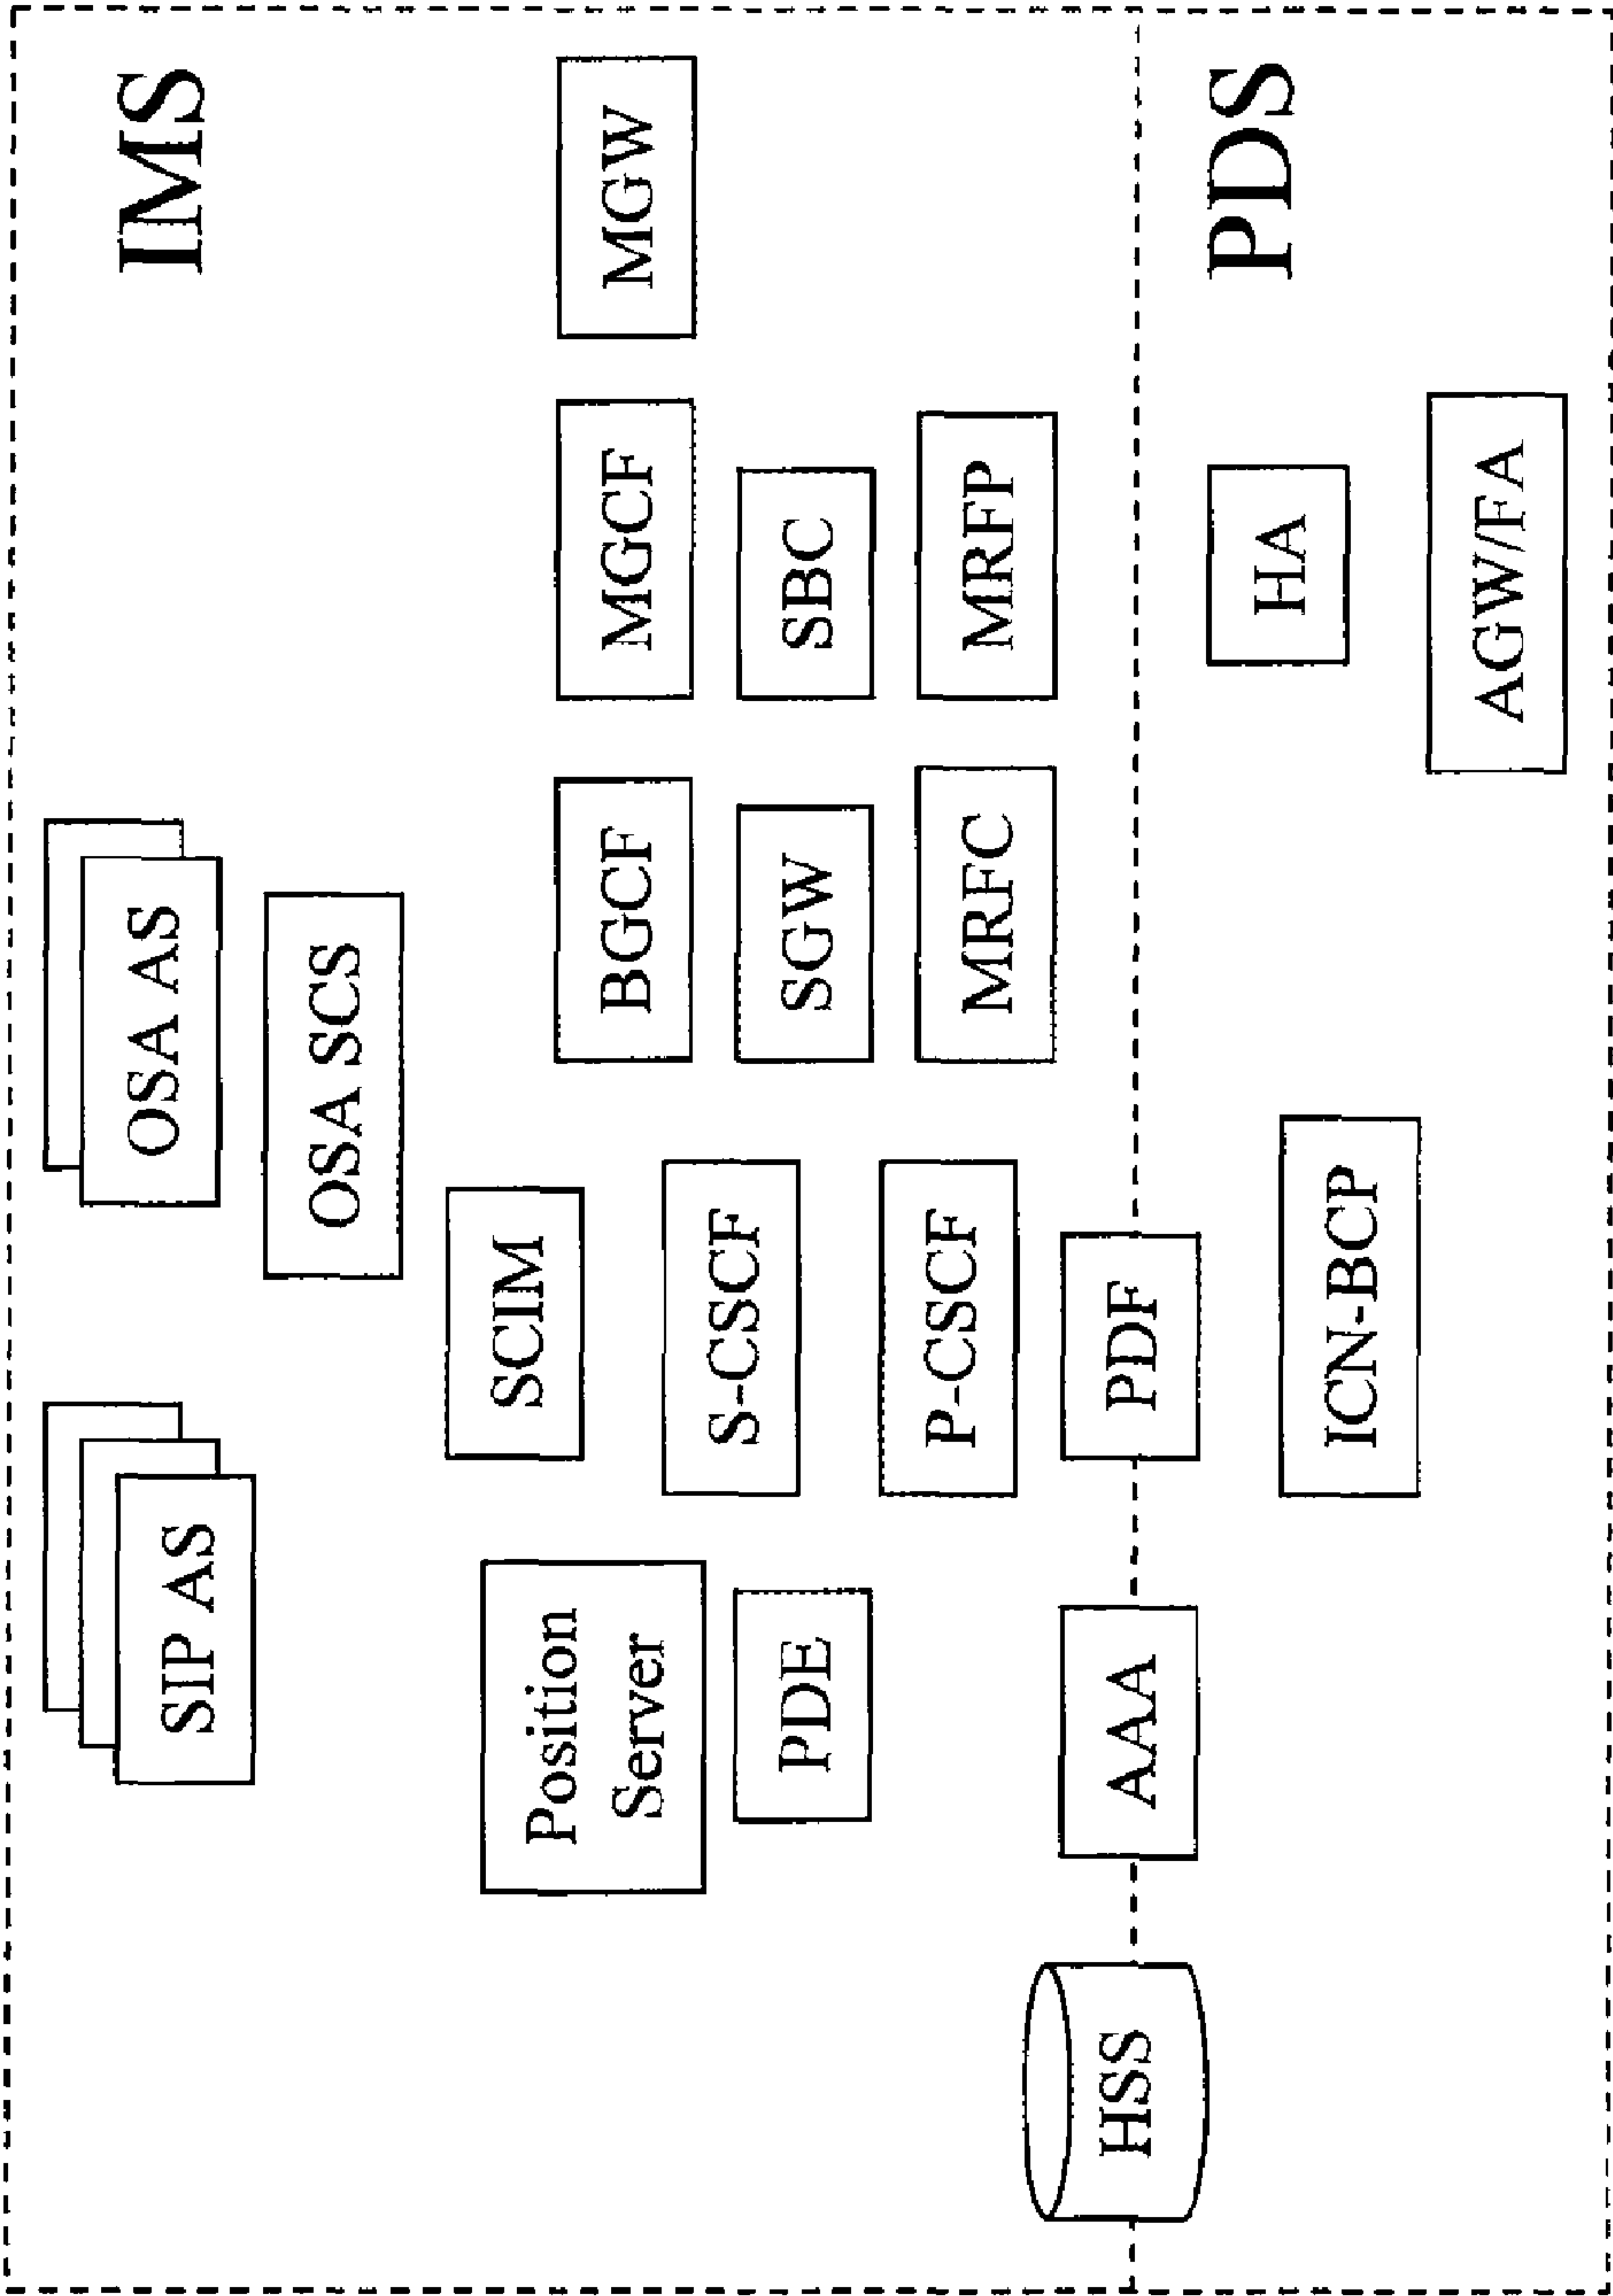 IMS
SIP AS
OSA AS
OSA SCS
SCIM
Position
Server
BGCF
MGCF
MGW
S-CSCF
PDE
SGW
SBC
P-CSCF
MRFC
MRFP
HSS
AAA
PDF
PDS
HA
ICN-BCP
AGW/FA